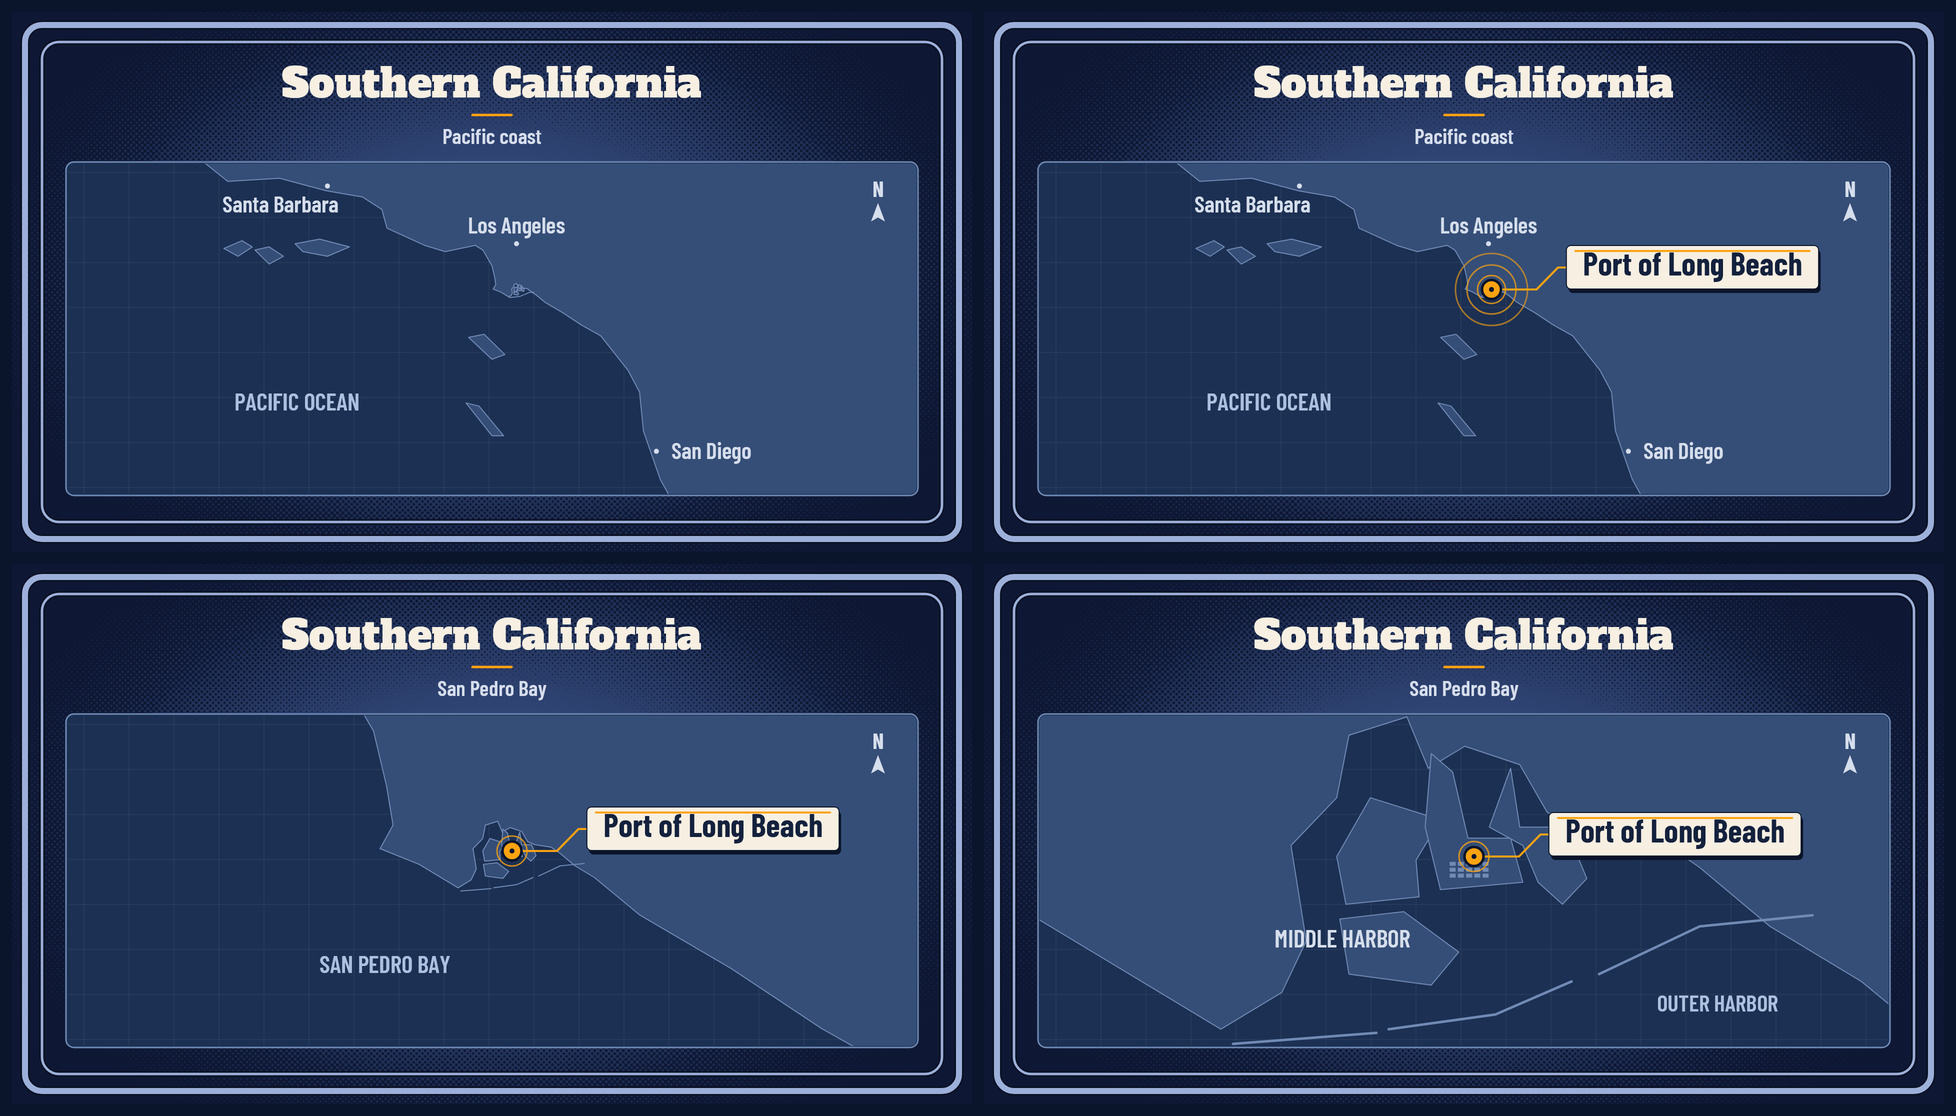 Southern California
Pacific coast
N
Santa Barbara
Los Angeles
PACIFIC OCEAN
San Diego
Southern California
Pacific coast
N
Santa Barbara
Los Angeles
Port of Long Beach
PACIFIC OCEAN
San Diego
Southern California
San Pedro Bay
N
Port of Long Beach
SAN PEDRO BAY
Southern California
San Pedro Bay
N
Port of Long Beach
MIDDLE HARBOR
OUTER HARBOR